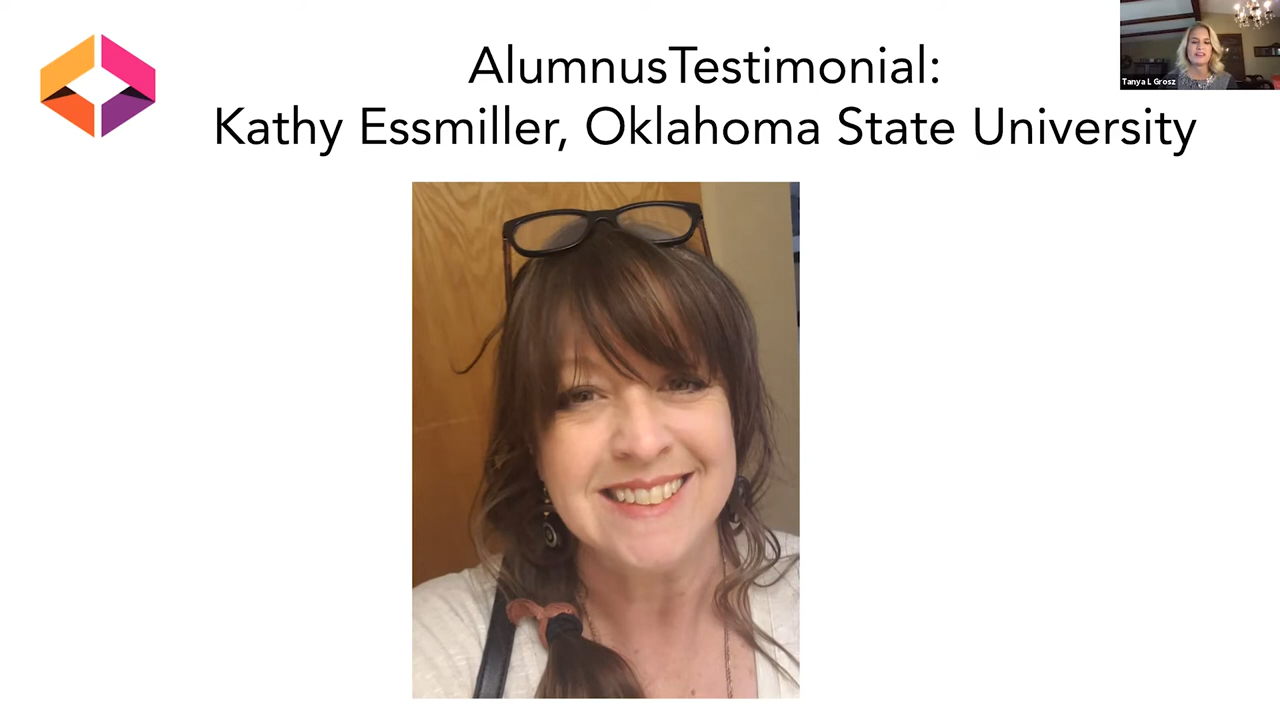 AlumnusTestimonial:
Kathy Essmiller, Oklahoma State University
Tanya L Grosz